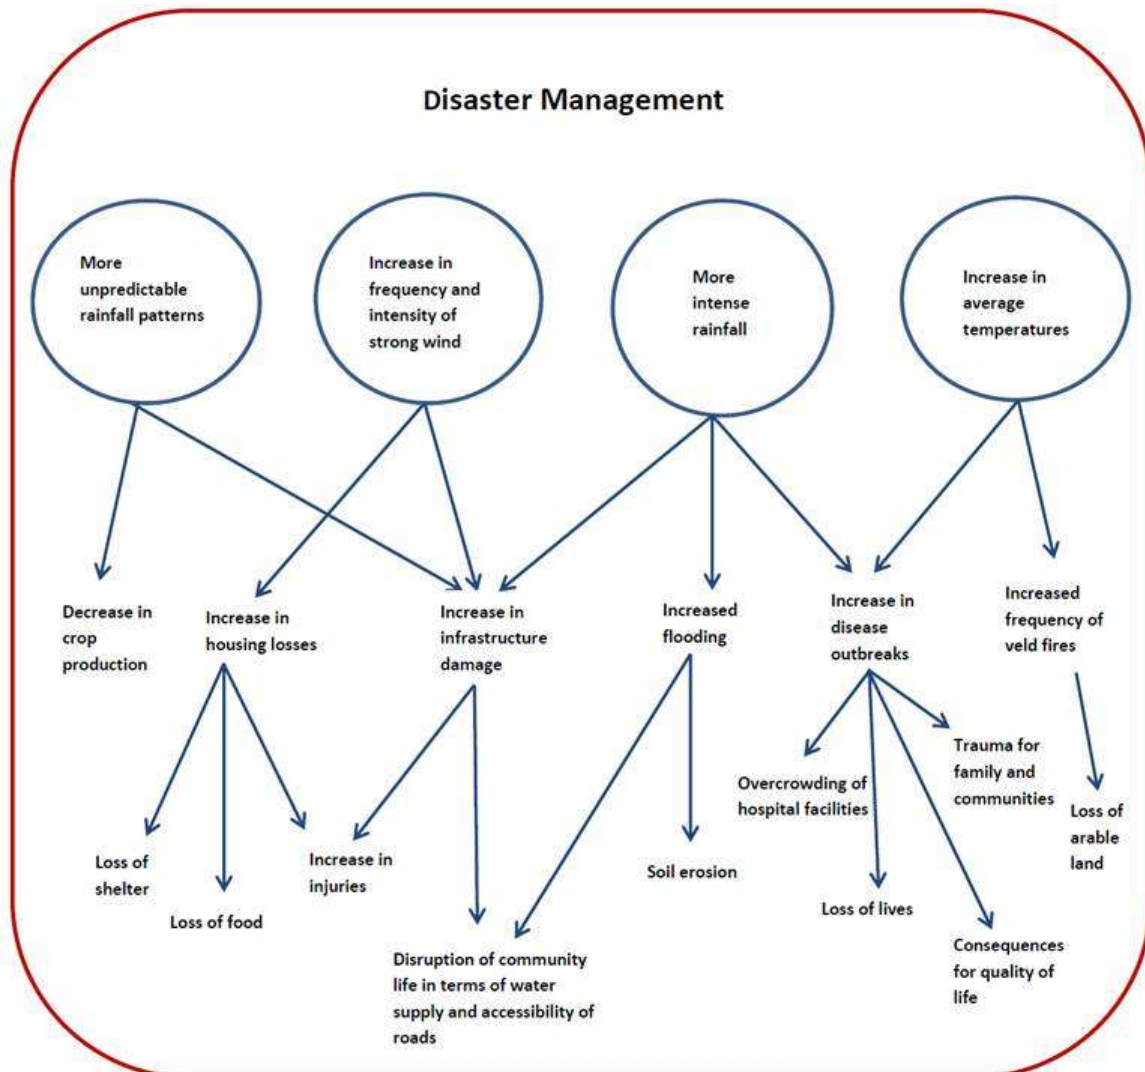 Disaster Management
More
unpredictable
rainfall patterns
Increase in
frequency and
intensity of
strong wind
More
intense
rainfall
Increase in
average
temperatures
Decrease in
crop
production
Increase in
housing losses
Increase in
infrastructure
damage
Increased
flooding
Increase in
disease
outbreaks
Increased
frequency of
veld fires
Loss of
shelter
Loss of food
Increase in
injuries
Disruption of community
life in terms of water
supply and accessibility of
roads
Soil erosion
Overcrowding of
hospital facilities
Loss of lives
Trauma for
family and
communities
Consequences
for quality of
life
Loss of
arable
land